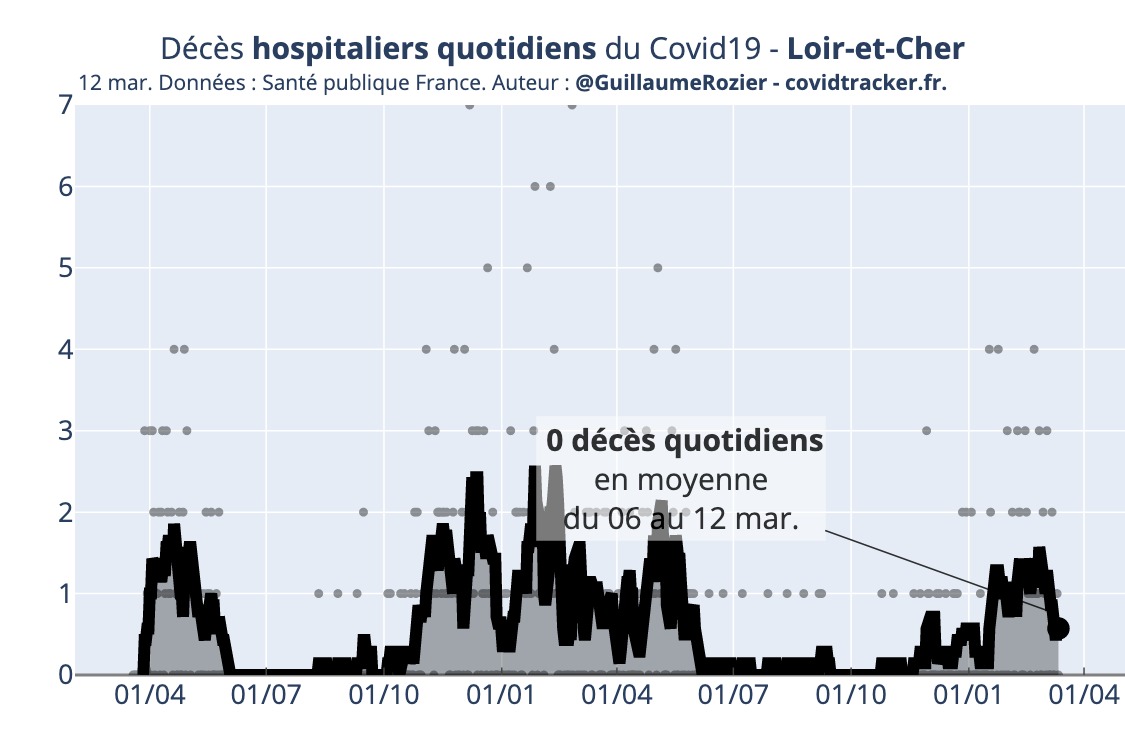 Décès hospitaliers quotidiens du Covid19 - Loir-et-Cher
12 mar. Données : Santé publique France. Auteur : @GuillaumeRozier - covidtracker.fr.
7
6
5
4
3
2
1
0
0 décès quotidiens
en moyenne
du 06 au 12 mar.
01/04 01/07 01/10 01/01 01/04 01/07 01/10 01/01 01/04